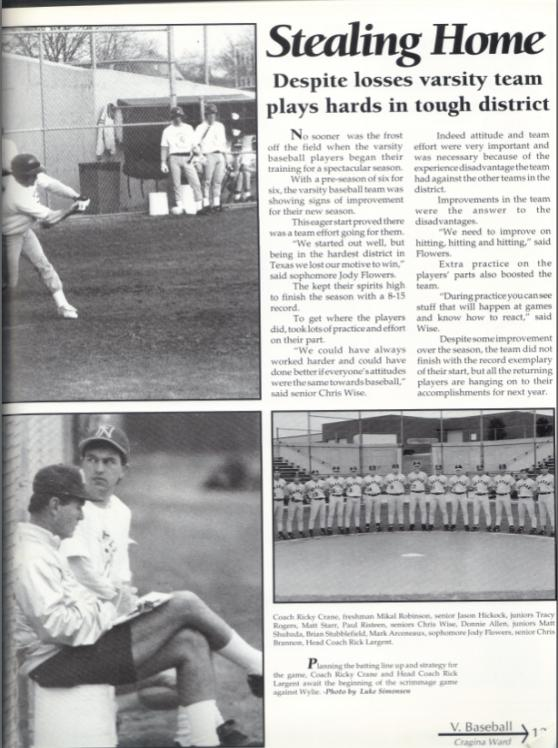 Stealing Home
Despite losses varsity team
plays hards in tough district
No sooner was the frost
off the field when the varsity
baseball players began their
training for a spectacular season.
With a pre-season of six for
six, the varsity baseball team was
showing signs of improvement
for their new season.
This eager start proved there
was a team effort going for them.
"We started out well, but
being in the hardest district in
Texas we lost our motive to win,"
said sophomore Jody Flowers.
The kept their spirits high
to finish the season with a 8-15
record.
To get where the players
did, took lots of practice and effort
on their part.
"We could have always
worked harder and could have
done better if everyone's attitudes
were the same towards baseball,"
said senior Chris Wise.
Indeed attitude and team
effort were very important and
was necessary because of the
experience disadvantage the team
had against the other teams in the
district.
Improvements in the team
were the answer to the
disadvantages.
"We need to improve on
hitting, hitting and hitting," said
Flowers.
Extra practice on the
players' parts also boosted the
team.
"During practice you can see
stuff that will happen at games
and know how to react," said
Wise.
Despite some improvement
over the season, the team did not
finish with the record exemplary
of their start, but all the returning
players are hanging on to their
accomplishments for next year.
N
Coach Ricky Crane, freshman Mikal Robinson, senior Jason Hickock, juniors Tracy
Rogers, Matt Starr, Paul Risteen, seniors Chris Wise, Donnie Allen, juniors Matt
Shuhuda, Brian Stubblefield, Mark Arceneaux, sophomore Jody Flowers, senior Chris
Brannon, Head Coach Rick Largent.
Planning the batting line up and strategy for
the game, Coach Ricky Crane and Head Coach Rick
Largent await the beginning of the scrimmage game
against Wylie. -Photo by Luke Simonsen
V. Baseball
Cragina Ward